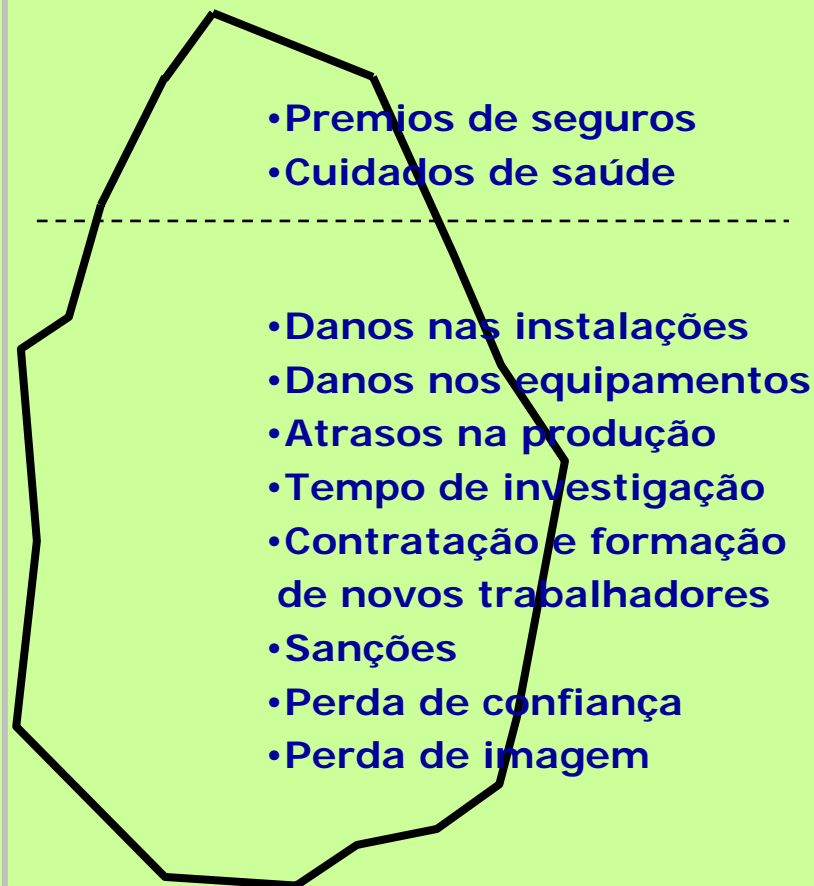 •Premios de seguros
•Cuidados de saúde
•Danos nas instalações
•Danos nos equipamentos
•Atrasos na produção
•Tempo de investigação
•Contratação e formação
de novos trabalhadores
•Sanções
•Perda de confiança
•Perda de imagem